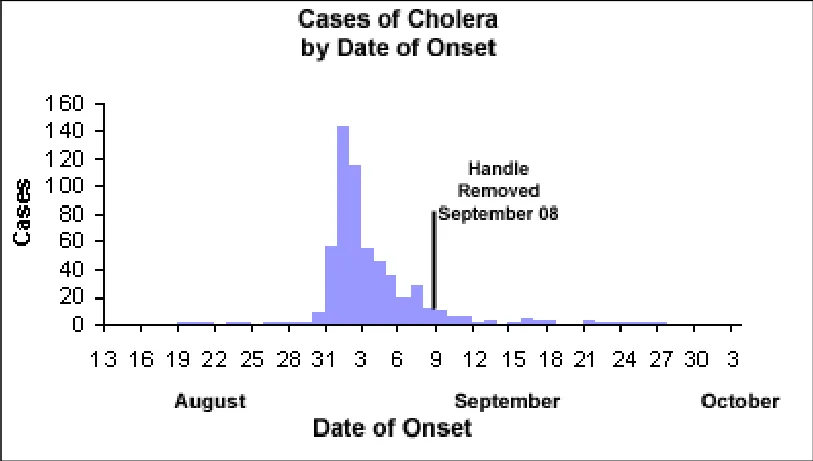 Cases of Cholera
by Date of Onset
160
140
120
100
80
60
40
20
0
Cases
Handle
Removed
September 08
13 16 19 22 25 28 31 3 6 9 12 15 18 21 24 27 30 3
August September October
Date of Onset